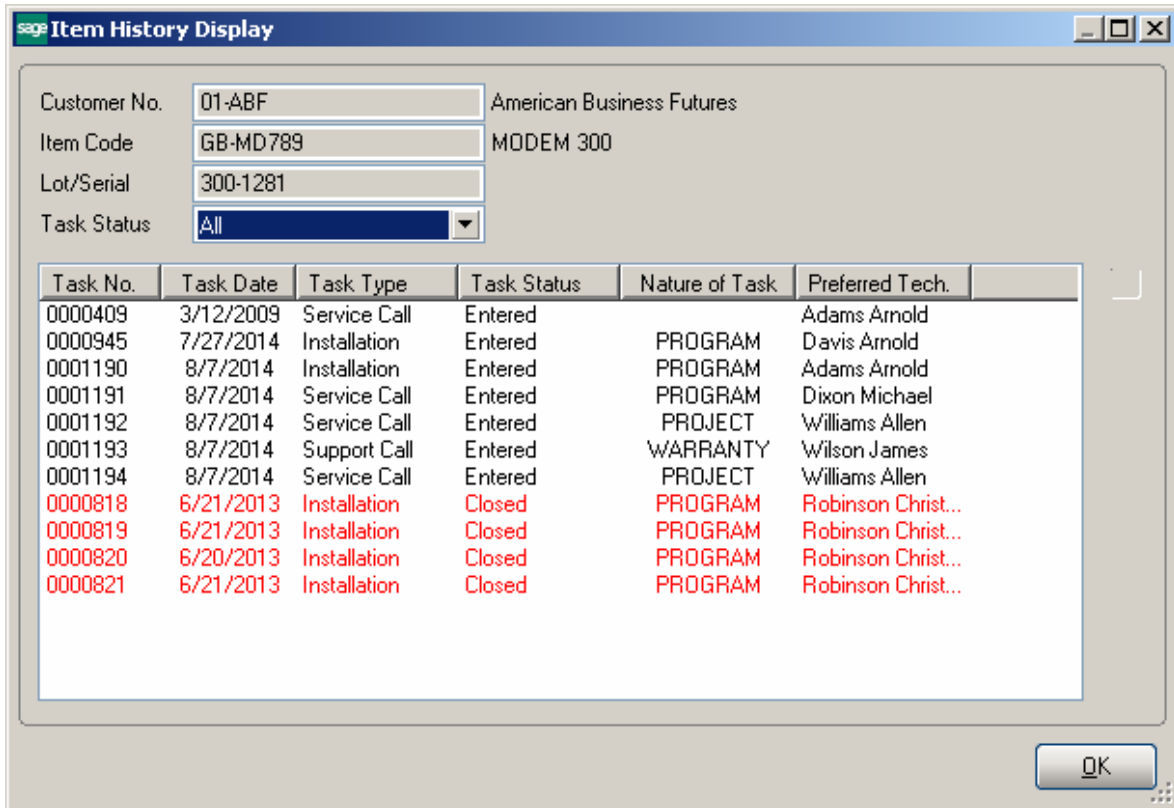 sage Item History Display
Customer No. 01-ABF American Business Futures
Item Code GB-MD789 MODEM 300
Lot/Serial 300-1281
Task Status All
Task No. Task Date Task Type Task Status Nature of Task Preferred Tech.
0000409 3/12/2009 Service Call Entered Adams Arnold
0000945 7/27/2014 Installation Entered PROGRAM Davis Arnold
0001190 8/7/2014 Installation Entered PROGRAM Adams Arnold
0001191 8/7/2014 Service Call Entered PROGRAM Dixon Michael
0001192 8/7/2014 Service Call Entered PROJECT Williams Allen
0001193 8/7/2014 Support Call Entered WARRANTY Wilson James
0001194 8/7/2014 Service Call Entered PROJECT Williams Allen
0000818 6/21/2013 Installation Closed PROGRAM Robinson Christ...
0000819 6/21/2013 Installation Closed PROGRAM Robinson Christ...
0000820 6/20/2013 Installation Closed PROGRAM Robinson Christ...
0000821 6/21/2013 Installation Closed PROGRAM Robinson Christ...
OK